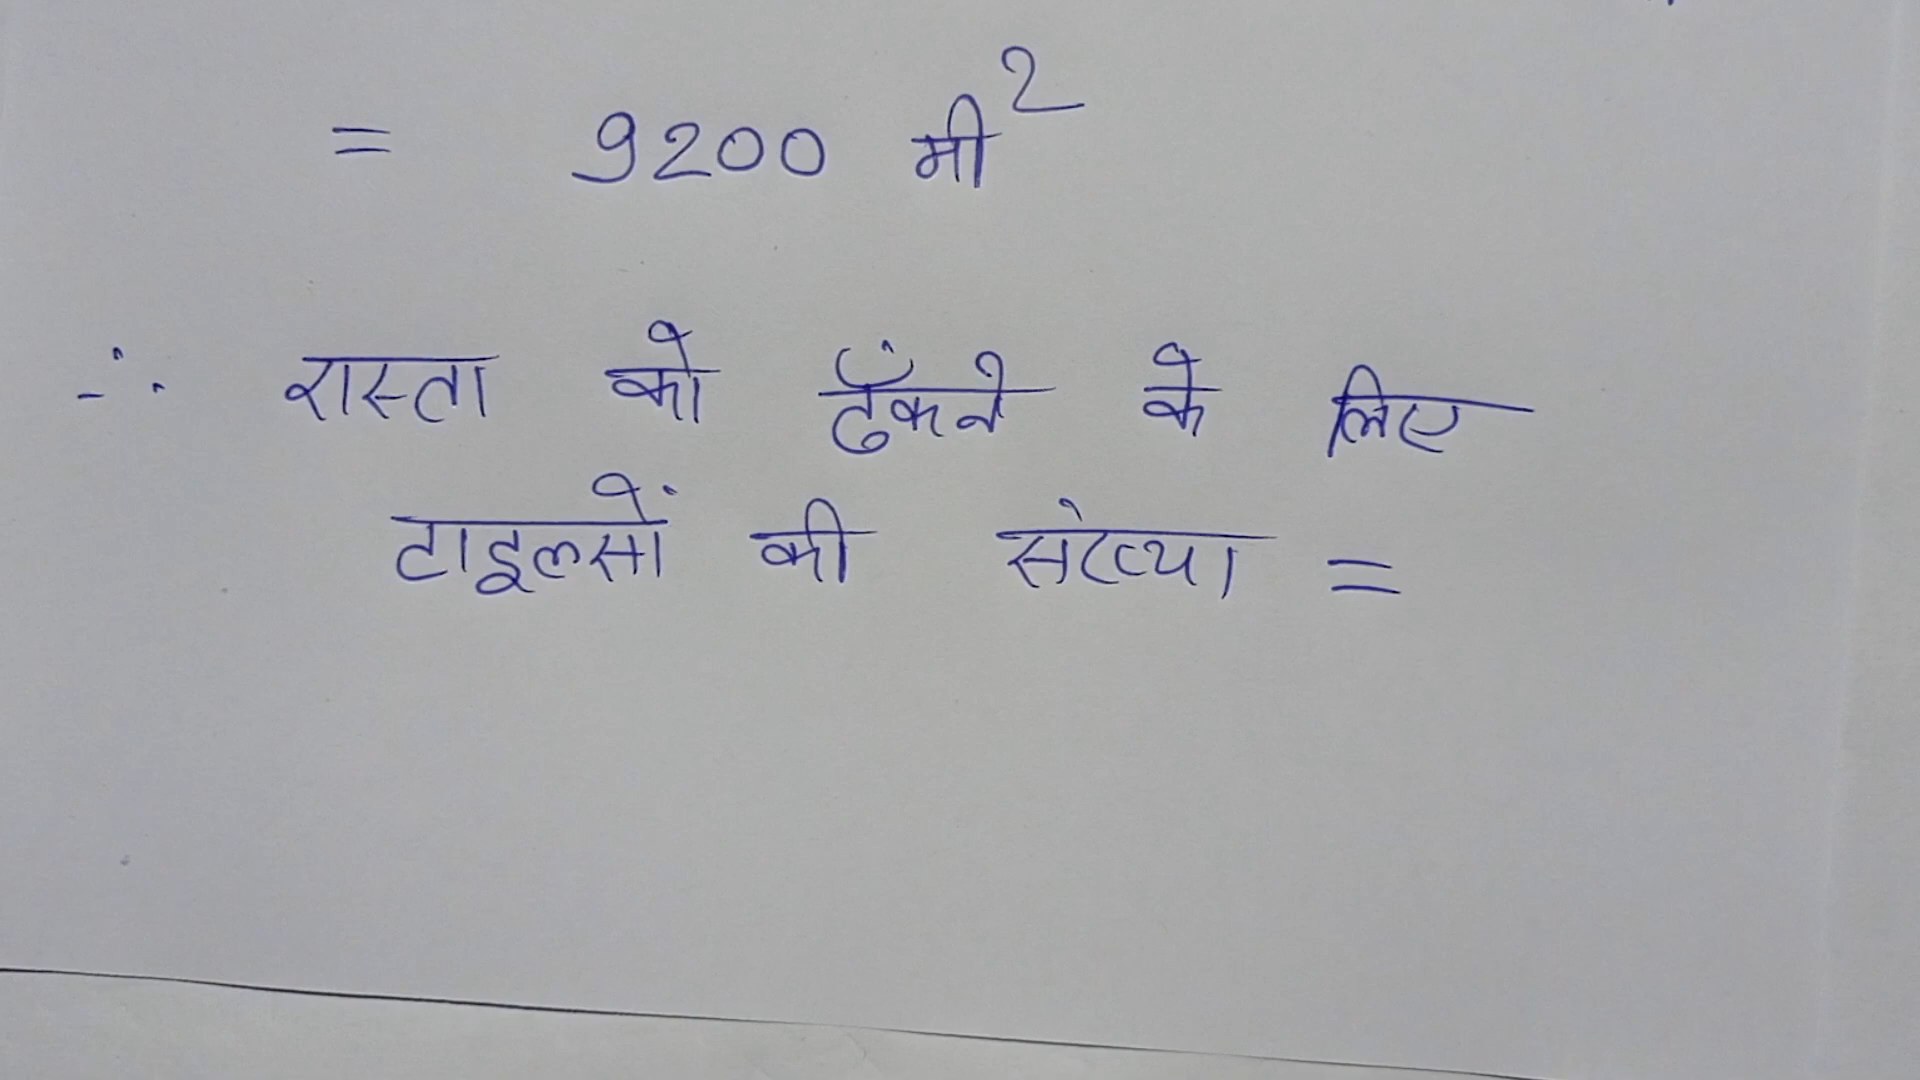 = 9200 मी²
∴ रास्ता को ढँकने के लिए
टाइलसों की संख्या =